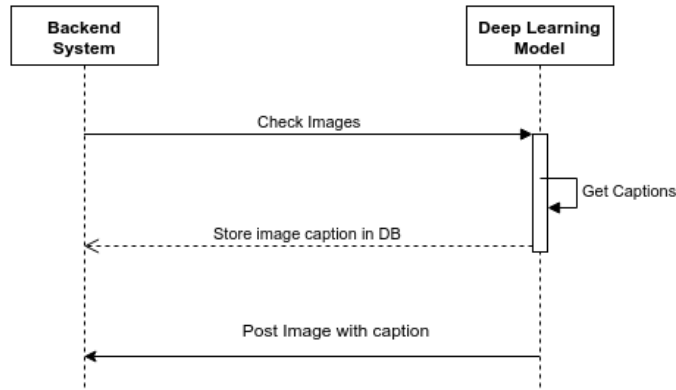 Backend
System
Deep Learning
Model
Check Images
Get Captions
Store image caption in DB
Post Image with caption